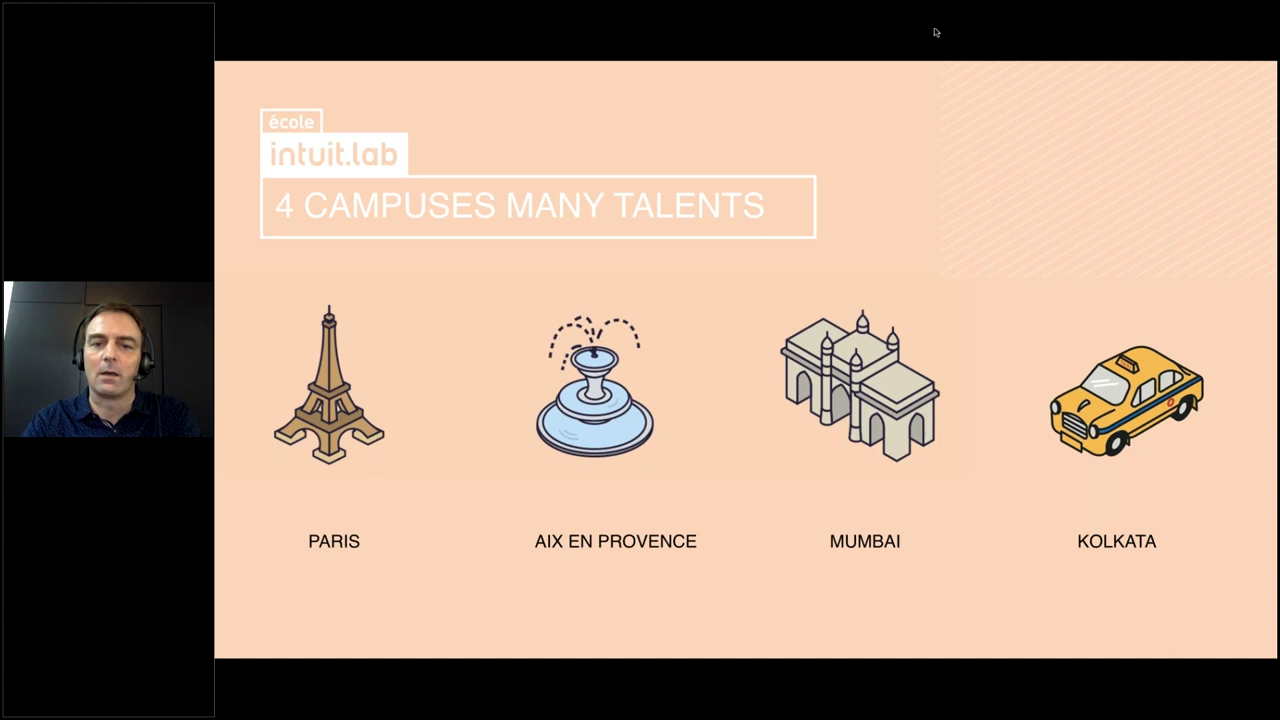 école
intuit.lab
4 CAMPUSES MANY TALENTS
PARIS
AIX EN PROVENCE
MUMBAI
KOLKATA